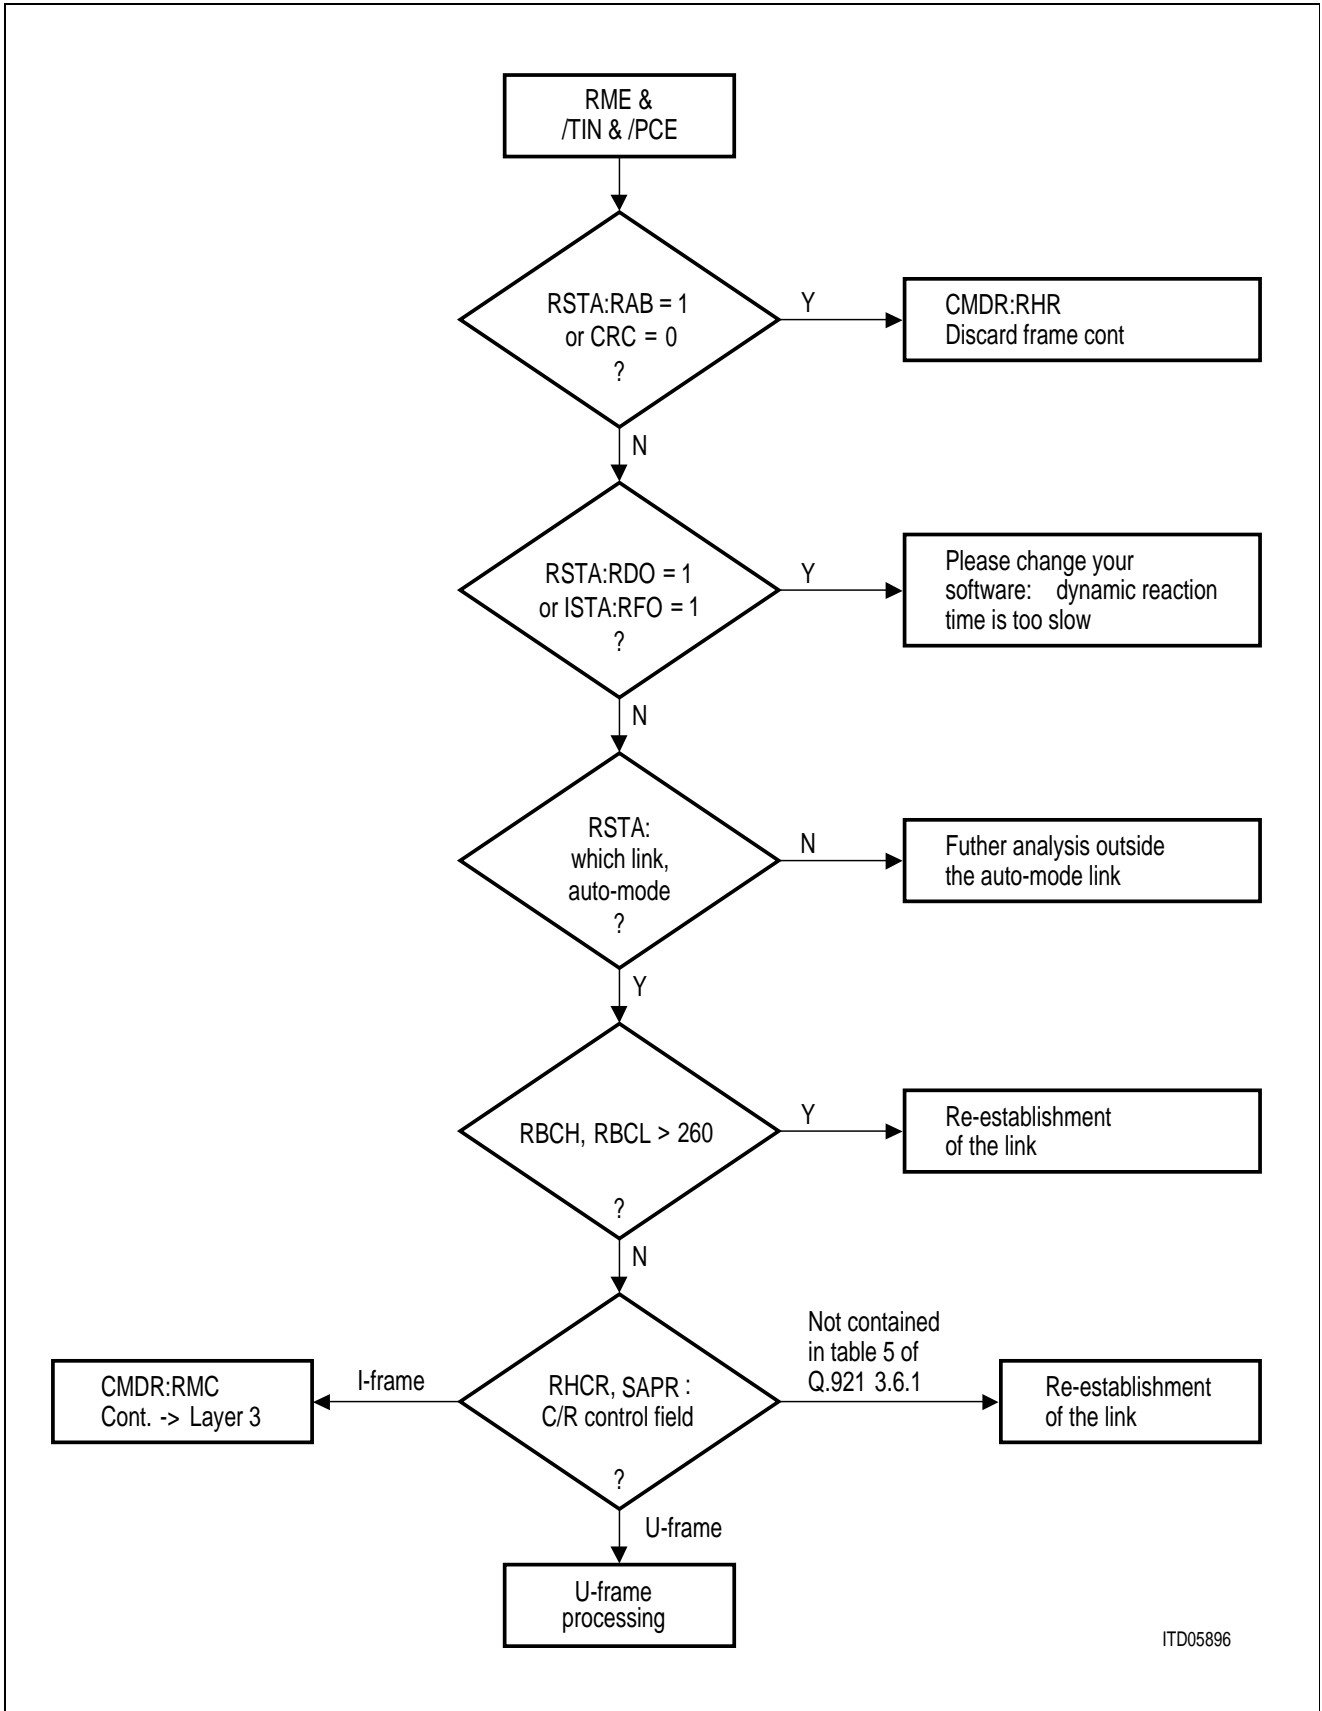 RME &
/TIN & /PCE
RSTA:RAB = 1
or CRC = 0
?
Y
CMDR:RHR
Discard frame cont
N
RSTA:RDO = 1
or ISTA:RFO = 1
?
Y
Please change your
software: dynamic reaction
time is too slow
N
RSTA:
which link,
auto-mode
?
N
Futher analysis outside
the auto-mode link
Y
RBCH, RBCL > 260
?
Y
Re-establishment
of the link
N
RHCR, SAPR :
C/R control field
?
I-frame
CMDR:RMC
Cont. -> Layer 3
Not contained
in table 5 of
Q.921 3.6.1
Re-establishment
of the link
U-frame
U-frame
processing
ITD05896